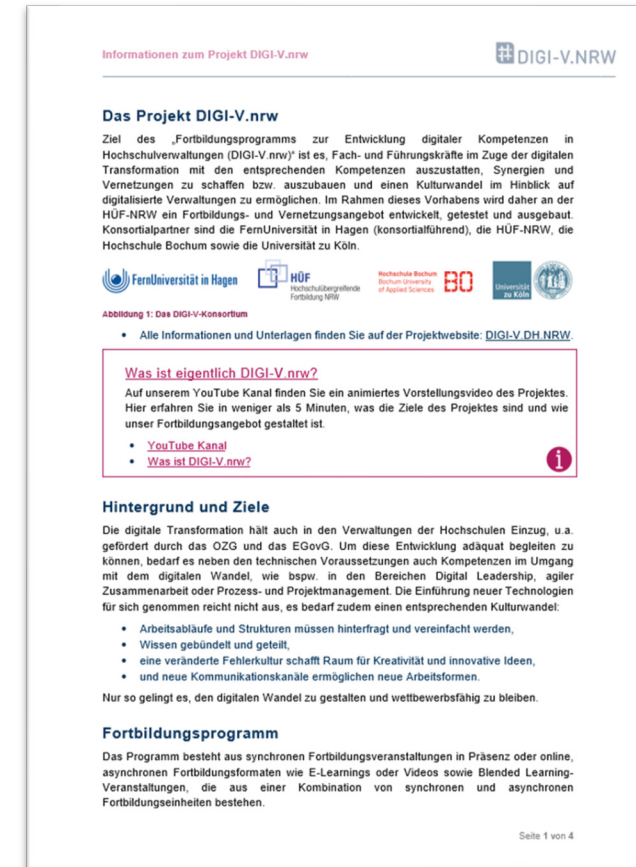 Informationen zum Projekt DIGI-V.nrw
# DIGI-V.NRW
Das Projekt DIGI-V.nrw
Ziel des „Fortbildungsprogramms zur Entwicklung digitaler Kompetenzen in
Hochschulverwaltungen (DIGI-V.nrw)" ist es, Fach- und Führungskräfte im Zuge der digitalen
Transformation mit den entsprechenden Kompetenzen auszustatten, Synergien und
Vernetzungen zu schaffen bzw. auszubauen und einen Kulturwandel im Hinblick auf
digitalisierte Verwaltungen zu ermöglichen. Im Rahmen dieses Vorhabens wird daher an der
HÜF-NRW ein Fortbildungs- und Vernetzungsangebot entwickelt, getestet und ausgebaut.
Konsortialpartner sind die FernUniversität in Hagen (konsortialführend), die HÜF-NRW, die
Hochschule Bochum sowie die Universität zu Köln.
FernUniversität in Hagen
HÜF
Hochschulübergreifende
Fortbildung NRW
Hochschule Bochum
Bochum University
of Applied Sciences
BO
Universität
zu Köln
Abbildung 1: Das DIGI-V-Konsortium
• Alle Informationen und Unterlagen finden Sie auf der Projektwebsite: DIGI-V.DH.NRW.
Was ist eigentlich DIGI-V.nrw?
Auf unserem YouTube Kanal finden Sie ein animiertes Vorstellungsvideo des Projektes.
Hier erfahren Sie in weniger als 5 Minuten, was die Ziele des Projektes sind und wie
unser Fortbildungsangebot gestaltet ist.
• YouTube Kanal
• Was ist DIGI-V.nrw?
i
Hintergrund und Ziele
Die digitale Transformation hält auch in den Verwaltungen der Hochschulen Einzug, u.a.
gefördert durch das OZG und das EGovG. Um diese Entwicklung adäquat begleiten zu
können, bedarf es neben den technischen Voraussetzungen auch Kompetenzen im Umgang
mit dem digitalen Wandel, wie bspw. in den Bereichen Digital Leadership, agiler
Zusammenarbeit oder Prozess- und Projektmanagement. Die Einführung neuer Technologien
für sich genommen reicht nicht aus, es bedarf zudem einen entsprechenden Kulturwandel:
• Arbeitsabläufe und Strukturen müssen hinterfragt und vereinfacht werden,
• Wissen gebündelt und geteilt,
• eine veränderte Fehlerkultur schafft Raum für Kreativität und innovative Ideen,
• und neue Kommunikationskanäle ermöglichen neue Arbeitsformen.
Nur so gelingt es, den digitalen Wandel zu gestalten und wettbewerbsfähig zu bleiben.
Fortbildungsprogramm
Das Programm besteht aus synchronen Fortbildungsveranstaltungen in Präsenz oder online,
asynchronen Fortbildungsformaten wie E-Learnings oder Videos sowie Blended Learning-
Veranstaltungen, die aus einer Kombination von synchronen und asynchronen
Fortbildungseinheiten bestehen.
Seite 1 von 4